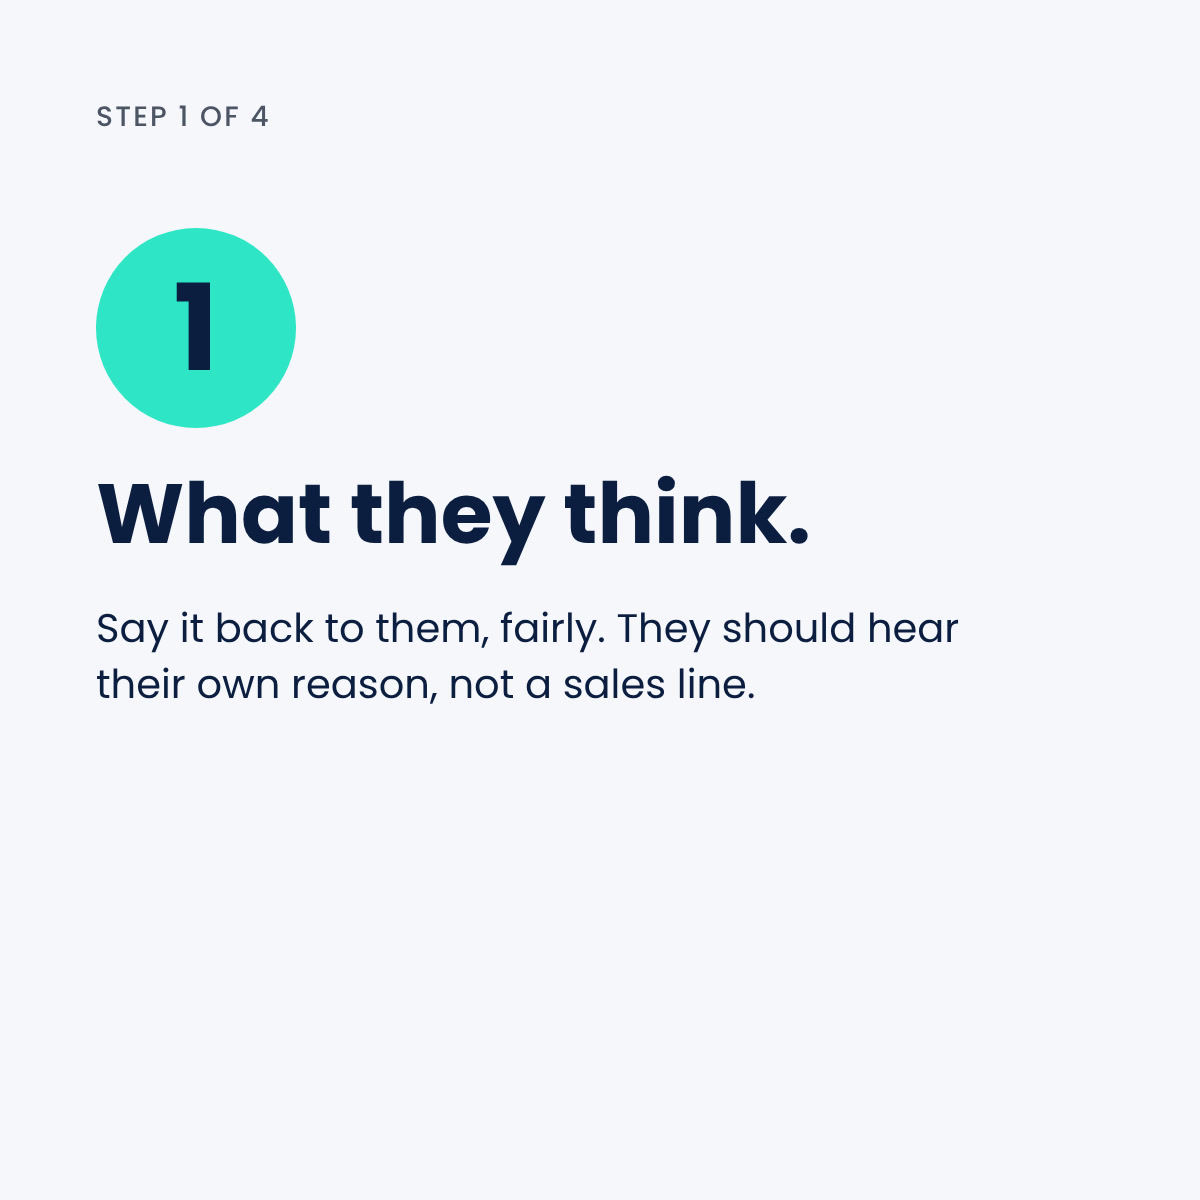 STEP 1 OF 4
1
What they think.
Say it back to them, fairly. They should hear
their own reason, not a sales line.